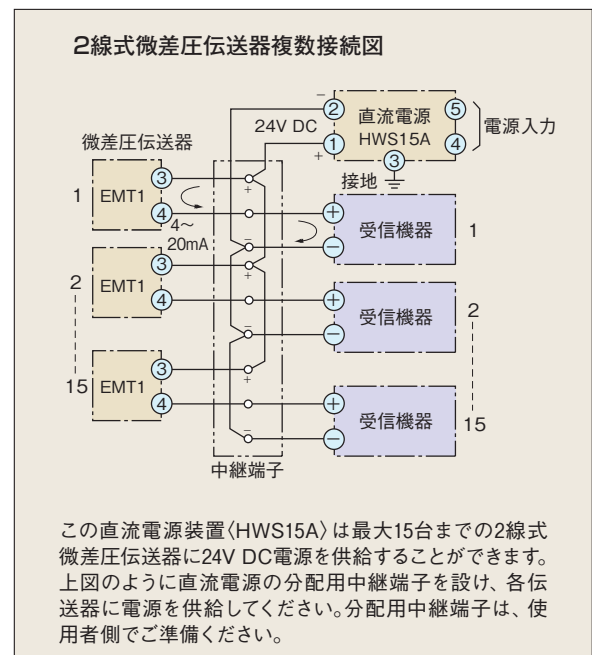 2線式微差圧伝送器複数接続図
− ② 直流電源 HWS15A ⑤ 電源入力
24V DC
+ ① ④
③
接地
微差圧伝送器
1 EMT1 ③ +
④ 4〜20mA
+ 受信機器 1
− −
2 EMT1 ③ +
④ + 受信機器 2
− −
15 EMT1 ③ +
④ + 受信機器 15
− −
中継端子
この直流電源装置〈HWS15A〉は最大15台までの2線式
微差圧伝送器に24V DC電源を供給することができます。
上図のように直流電源の分配用中継端子を設け、各伝
送器に電源を供給してください。分配用中継端子は、使
用者側でご準備ください。